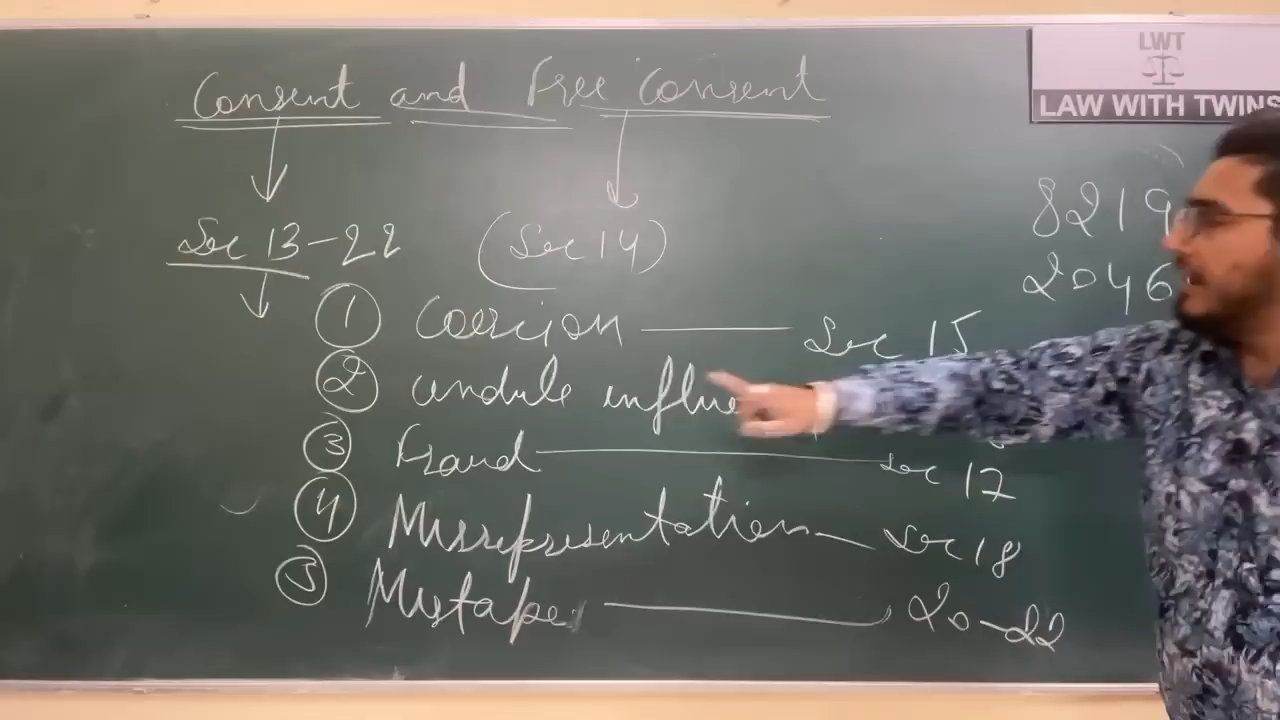 Consent and Free Consent
LWT
LAW WITH TWINS
Sec 13-22 (Sec 14)
8219
2046
① Coercion — Sec 15
② undule influe
③ Fraud — Sec 17
④ Misrepresentation — Sec 18
⑤ Mistake — 20-22